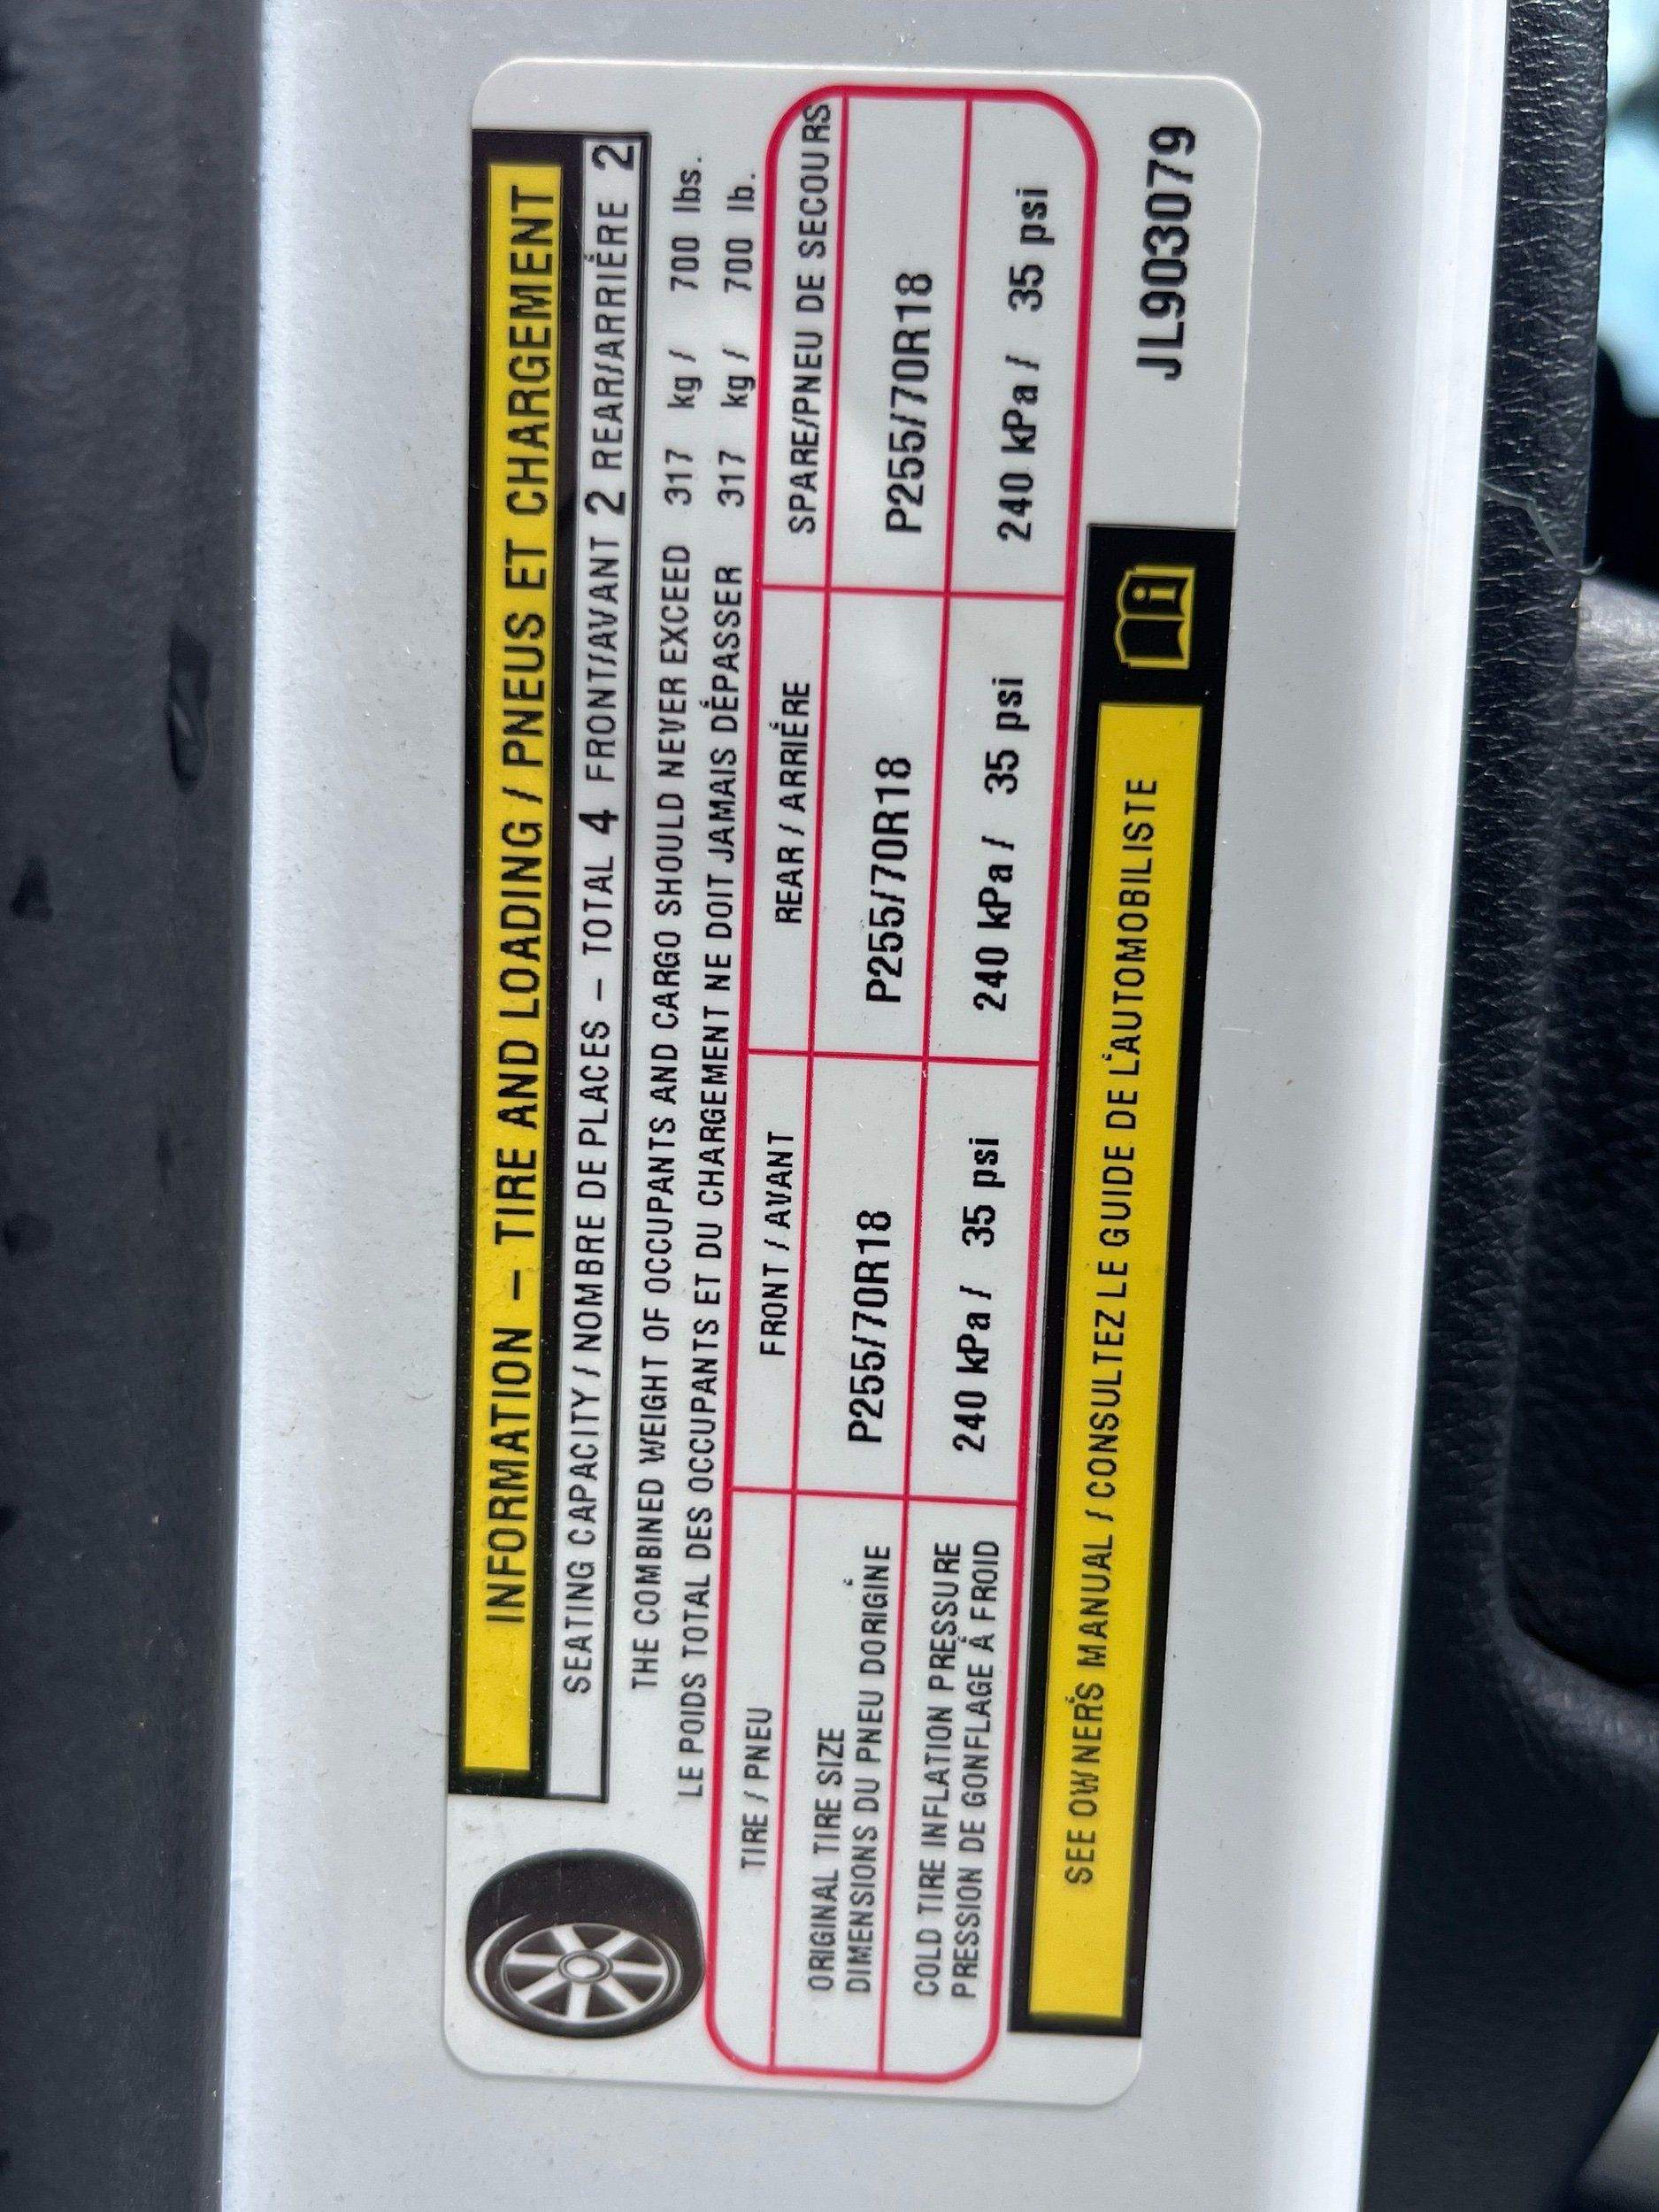 INFORMATION – TIRE AND LOADING / PNEUS ET CHARGEMENT
SEATING CAPACITY / NOMBRE DE PLACES – TOTAL 4 FRONT/AVANT 2 REAR/ARRIÈRE 2
THE COMBINED WEIGHT OF OCCUPANTS AND CARGO SHOULD NEVER EXCEED 317 kg / 700 lbs.
LE POIDS TOTAL DES OCCUPANTS ET DU CHARGEMENT NE DOIT JAMAIS DÉPASSER 317 kg / 700 lb.
TIRE / PNEU FRONT / AVANT REAR / ARRIÈRE SPARE/PNEU DE SECOURS
ORIGINAL TIRE SIZE
DIMENSIONS DU PNEU D'ORIGINE P255/70R18 P255/70R18 P255/70R18
COLD TIRE INFLATION PRESSURE
PRESSION DE GONFLAGE À FROID 240 kPa / 35 psi 240 kPa / 35 psi 240 kPa / 35 psi
SEE OWNER'S MANUAL / CONSULTEZ LE GUIDE DE L'AUTOMOBILISTE
JL903079